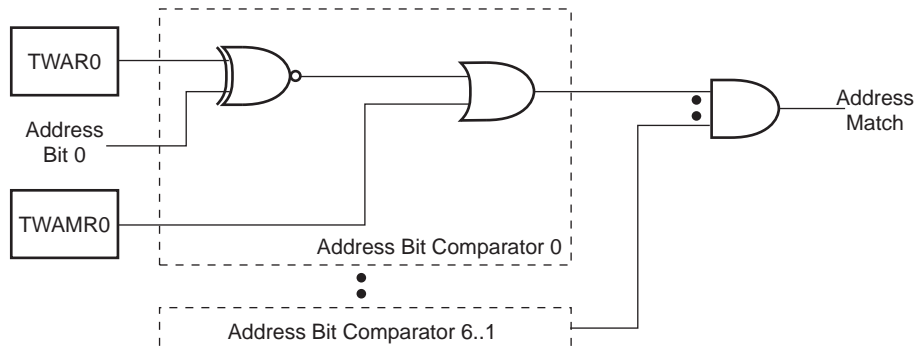 TWAR0
Address
Bit 0
TWAMR0
Address Bit Comparator 0
Address Bit Comparator 6..1
Address
Match